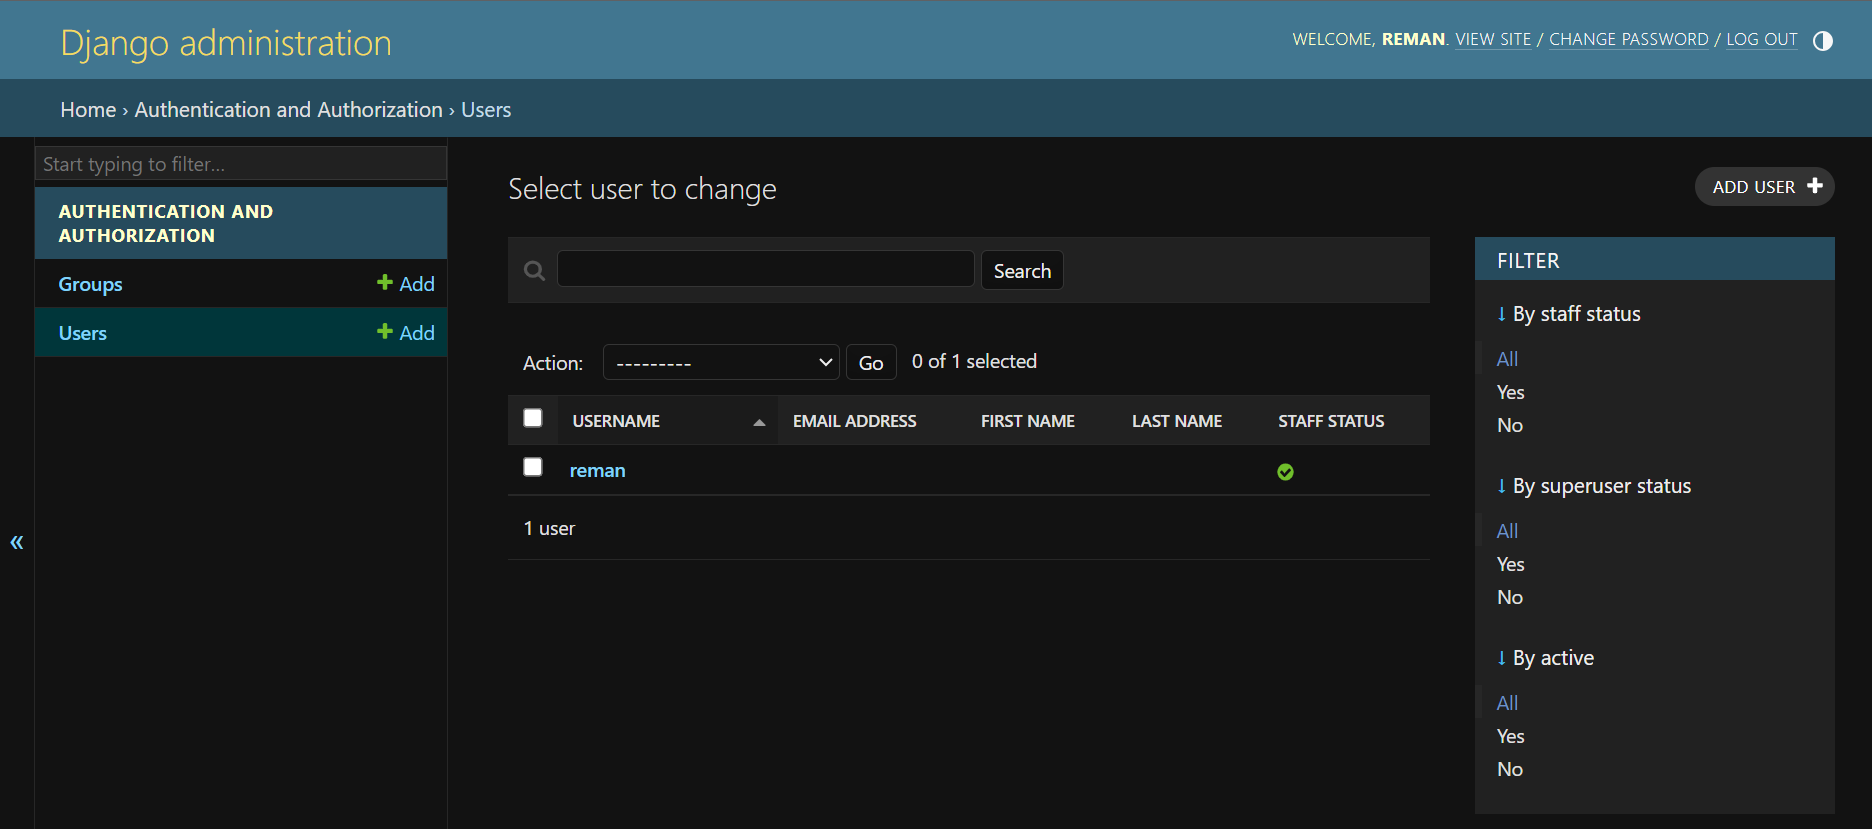 Django administration
WELCOME, REMAN. VIEW SITE / CHANGE PASSWORD / LOG OUT
Home › Authentication and Authorization › Users
Start typing to filter...
AUTHENTICATION AND
AUTHORIZATION
Groups
Add
Users
Add
«
Select user to change
ADD USER
Search
Action:
---------
Go
0 of 1 selected
USERNAME
EMAIL ADDRESS
FIRST NAME
LAST NAME
STAFF STATUS
reman
1 user
FILTER
↓ By staff status
All
Yes
No
↓ By superuser status
All
Yes
No
↓ By active
All
Yes
No